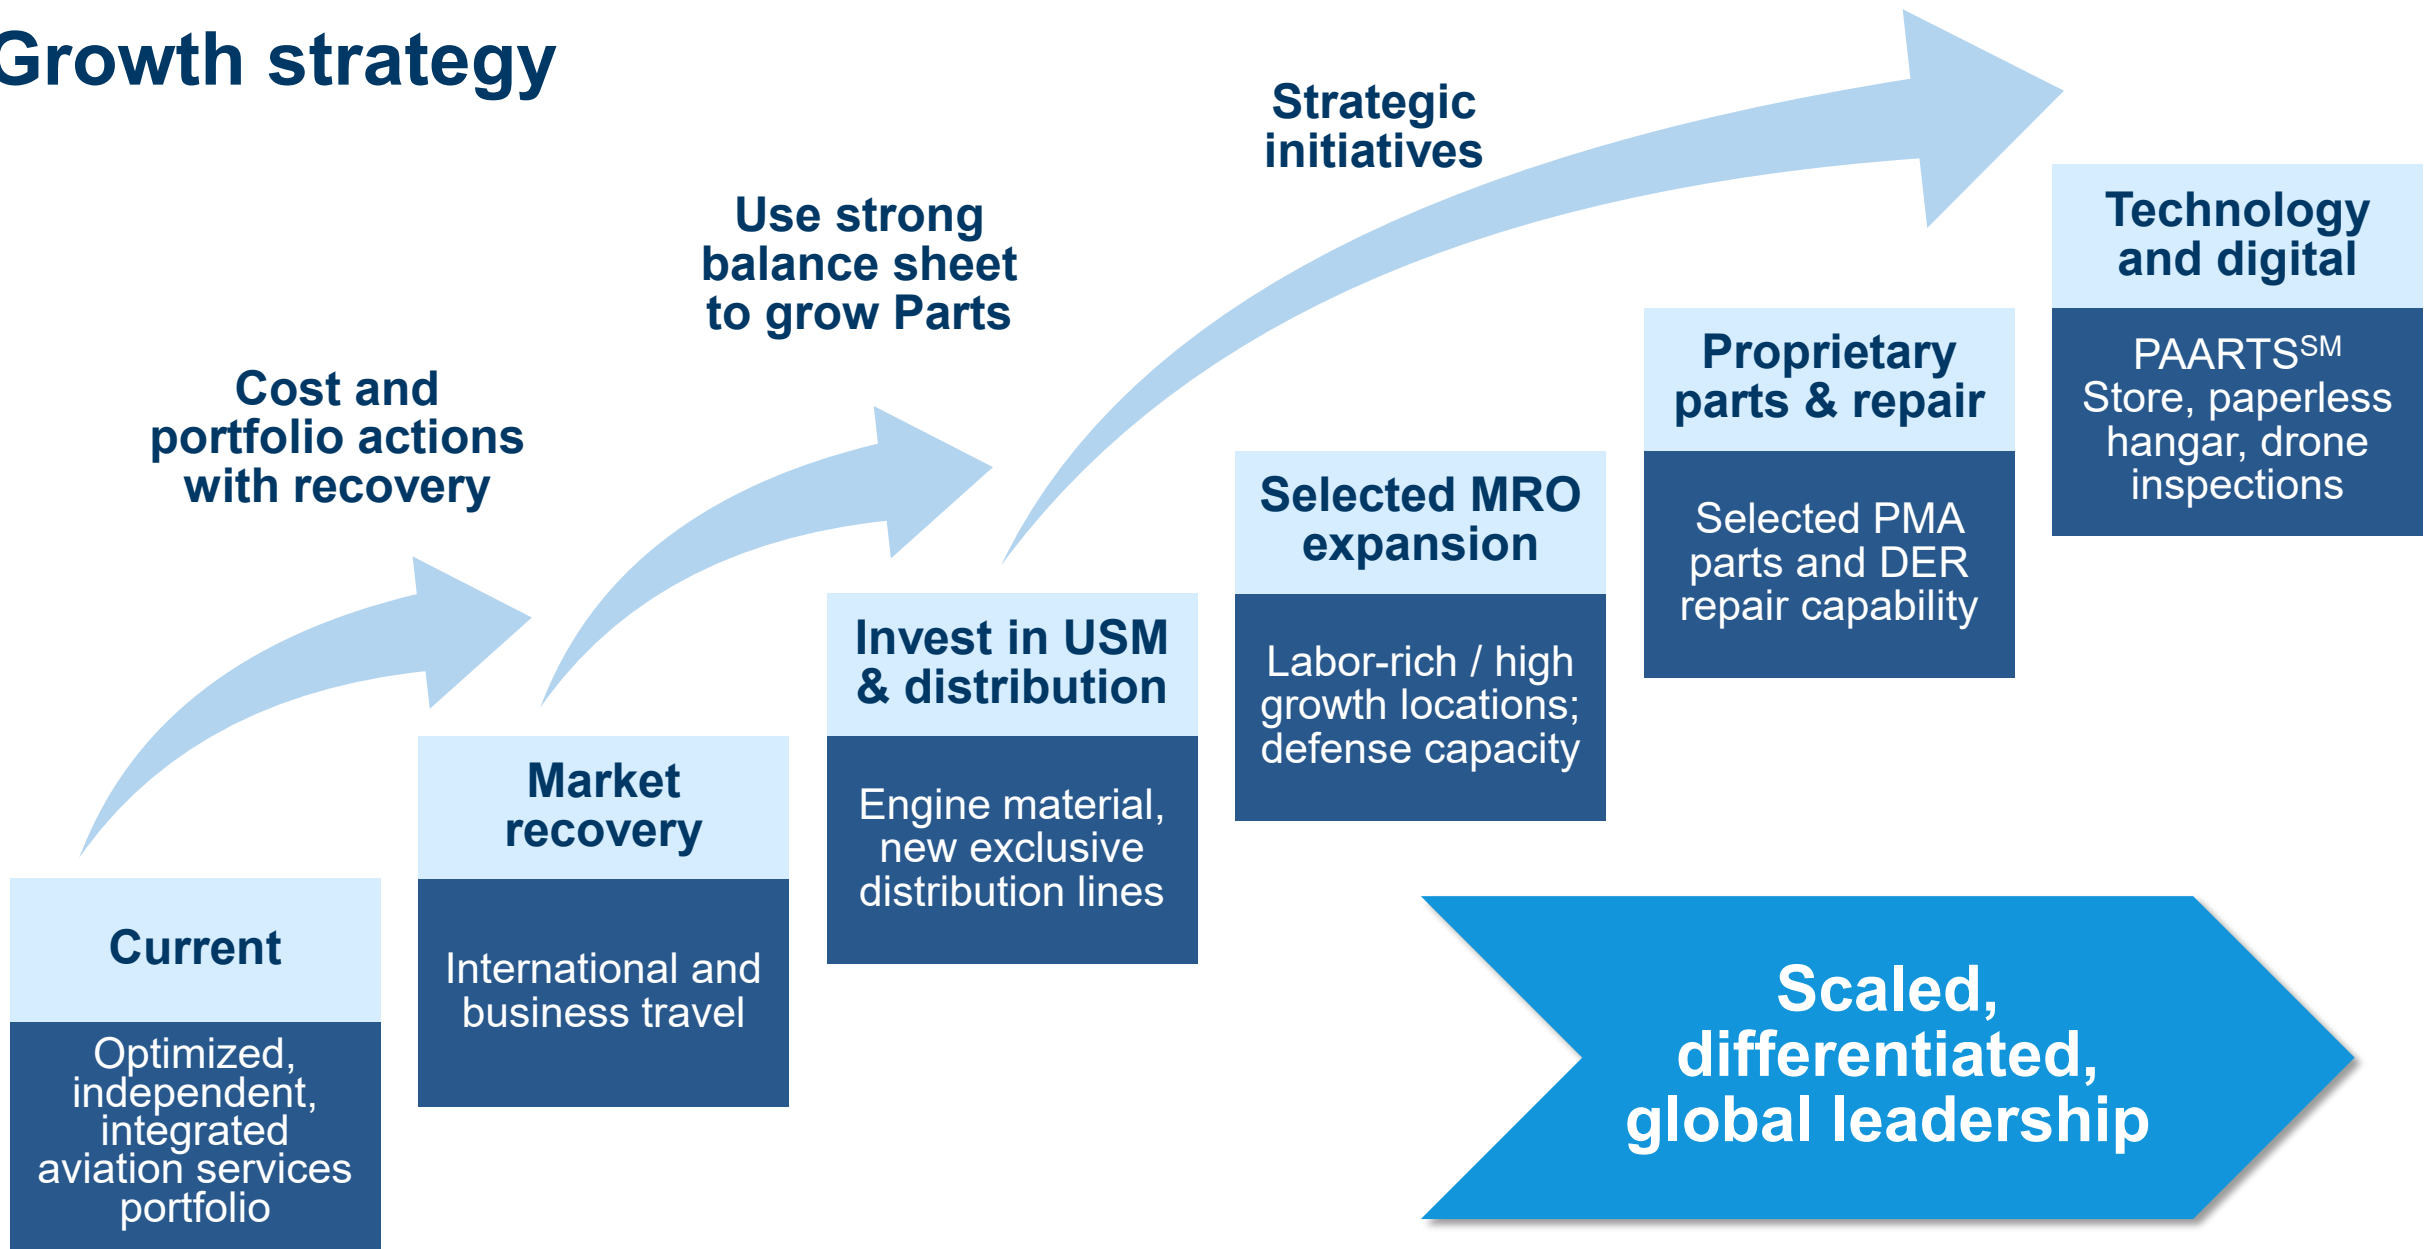 Growth strategy
Cost and
portfolio actions
with recovery
Use strong
balance sheet
to grow Parts
Strategic
initiatives
Current
Optimized,
independent,
integrated
aviation services
portfolio
Market
recovery
International and
business travel
Invest in USM
& distribution
Engine material,
new exclusive
distribution lines
Selected MRO
expansion
Labor-rich / high
growth locations;
defense capacity
Proprietary
parts & repair
Selected PMA
parts and DER
repair capability
Technology
and digital
PAARTS℠
Store, paperless
hangar, drone
inspections
Scaled,
differentiated,
global leadership